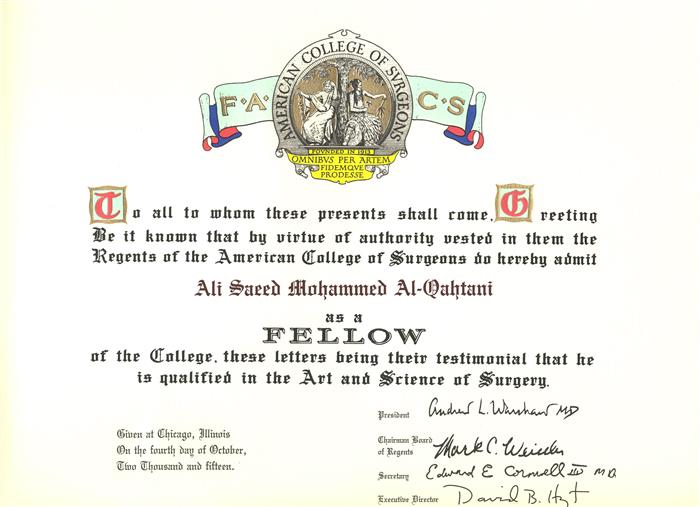 F·A·C·S
AMERICAN COLLEGE OF SVRGEONS
FOVNDED IN 1913
OMNIBVS PER ARTEM
FIDEMQVE
PRODESSE
To all to whom these presents shall come, Greeting
Be it known that by virtue of authority vested in them the
Regents of the American College of Surgeons do hereby admit
Ali Saeed Mohammed Al-Qahtani
as a
FELLOW
of the College, these letters being their testimonial that he
is qualified in the Art and Science of Surgery.
Given at Chicago, Illinois
On the fourth day of October,
Two Thousand and fifteen.
President Andrew L. Warshaw MD
Chairman Board
of Regents Mark C. Weissler
Secretary Edward E Cornwell III M.D.
Executive Director David B. Hoyt